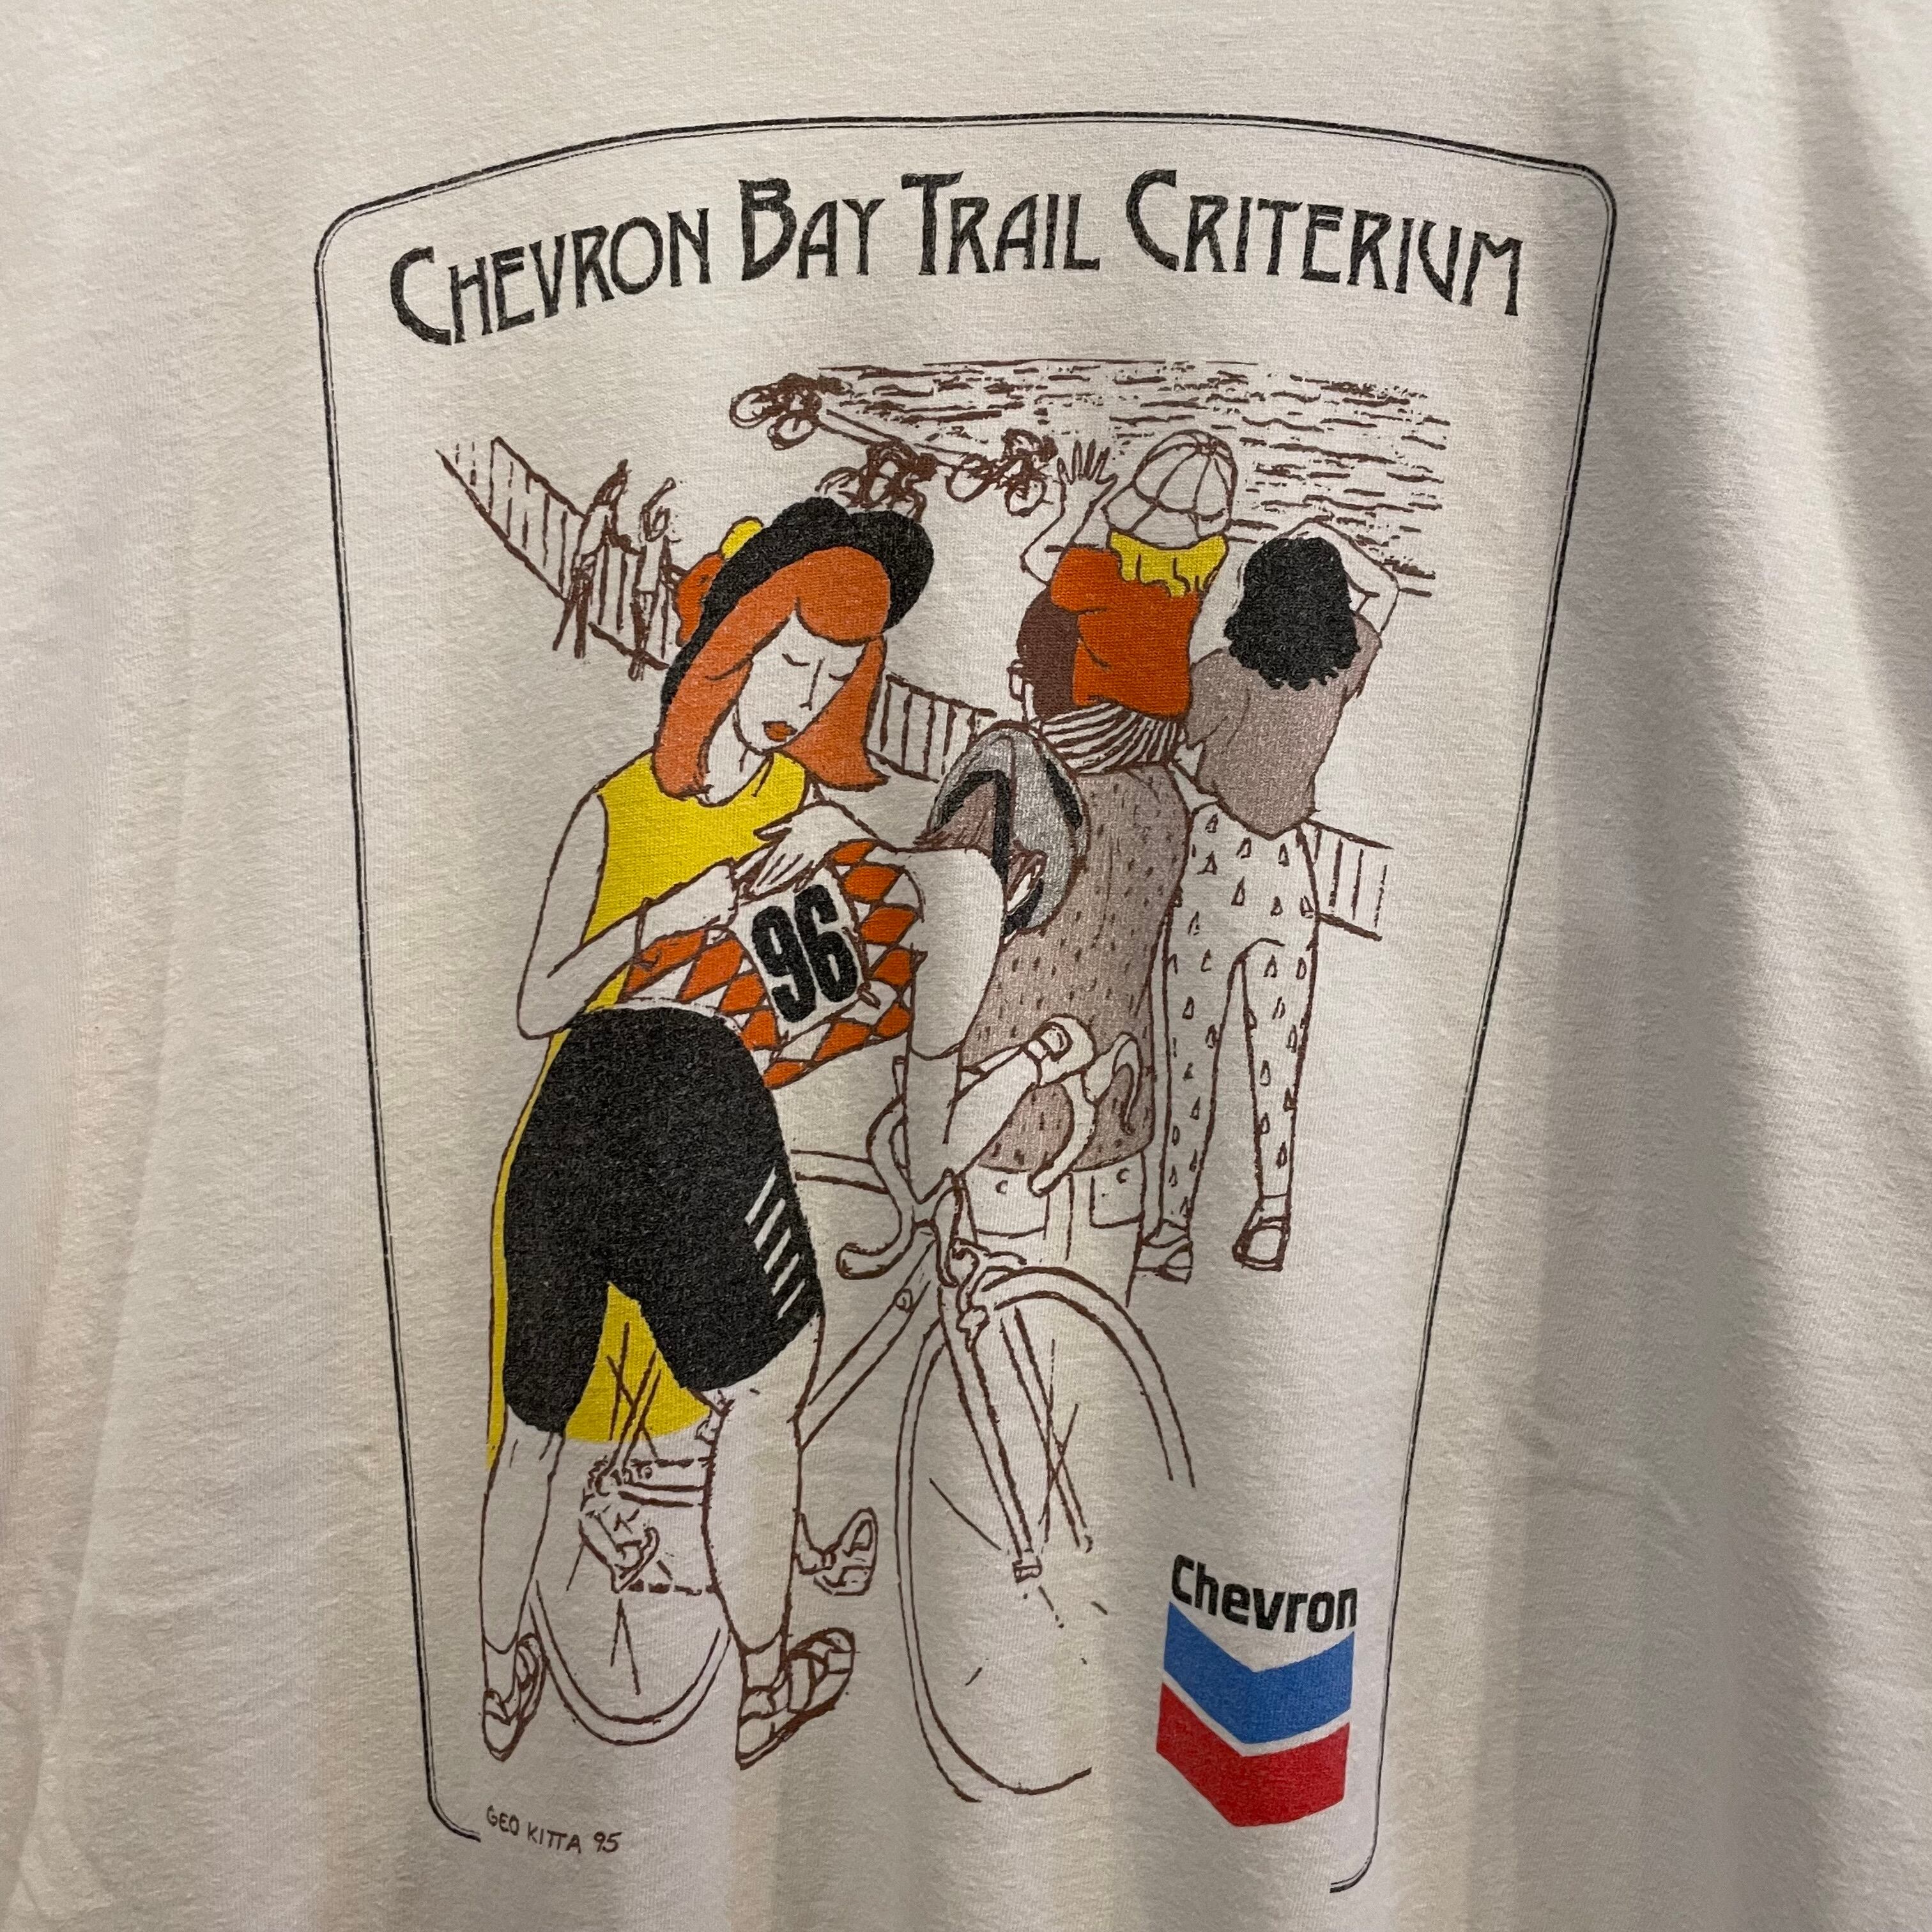 CHEVRON BAY TRAIL CRITERIUM
96
Chevron
GEO KITTA 95